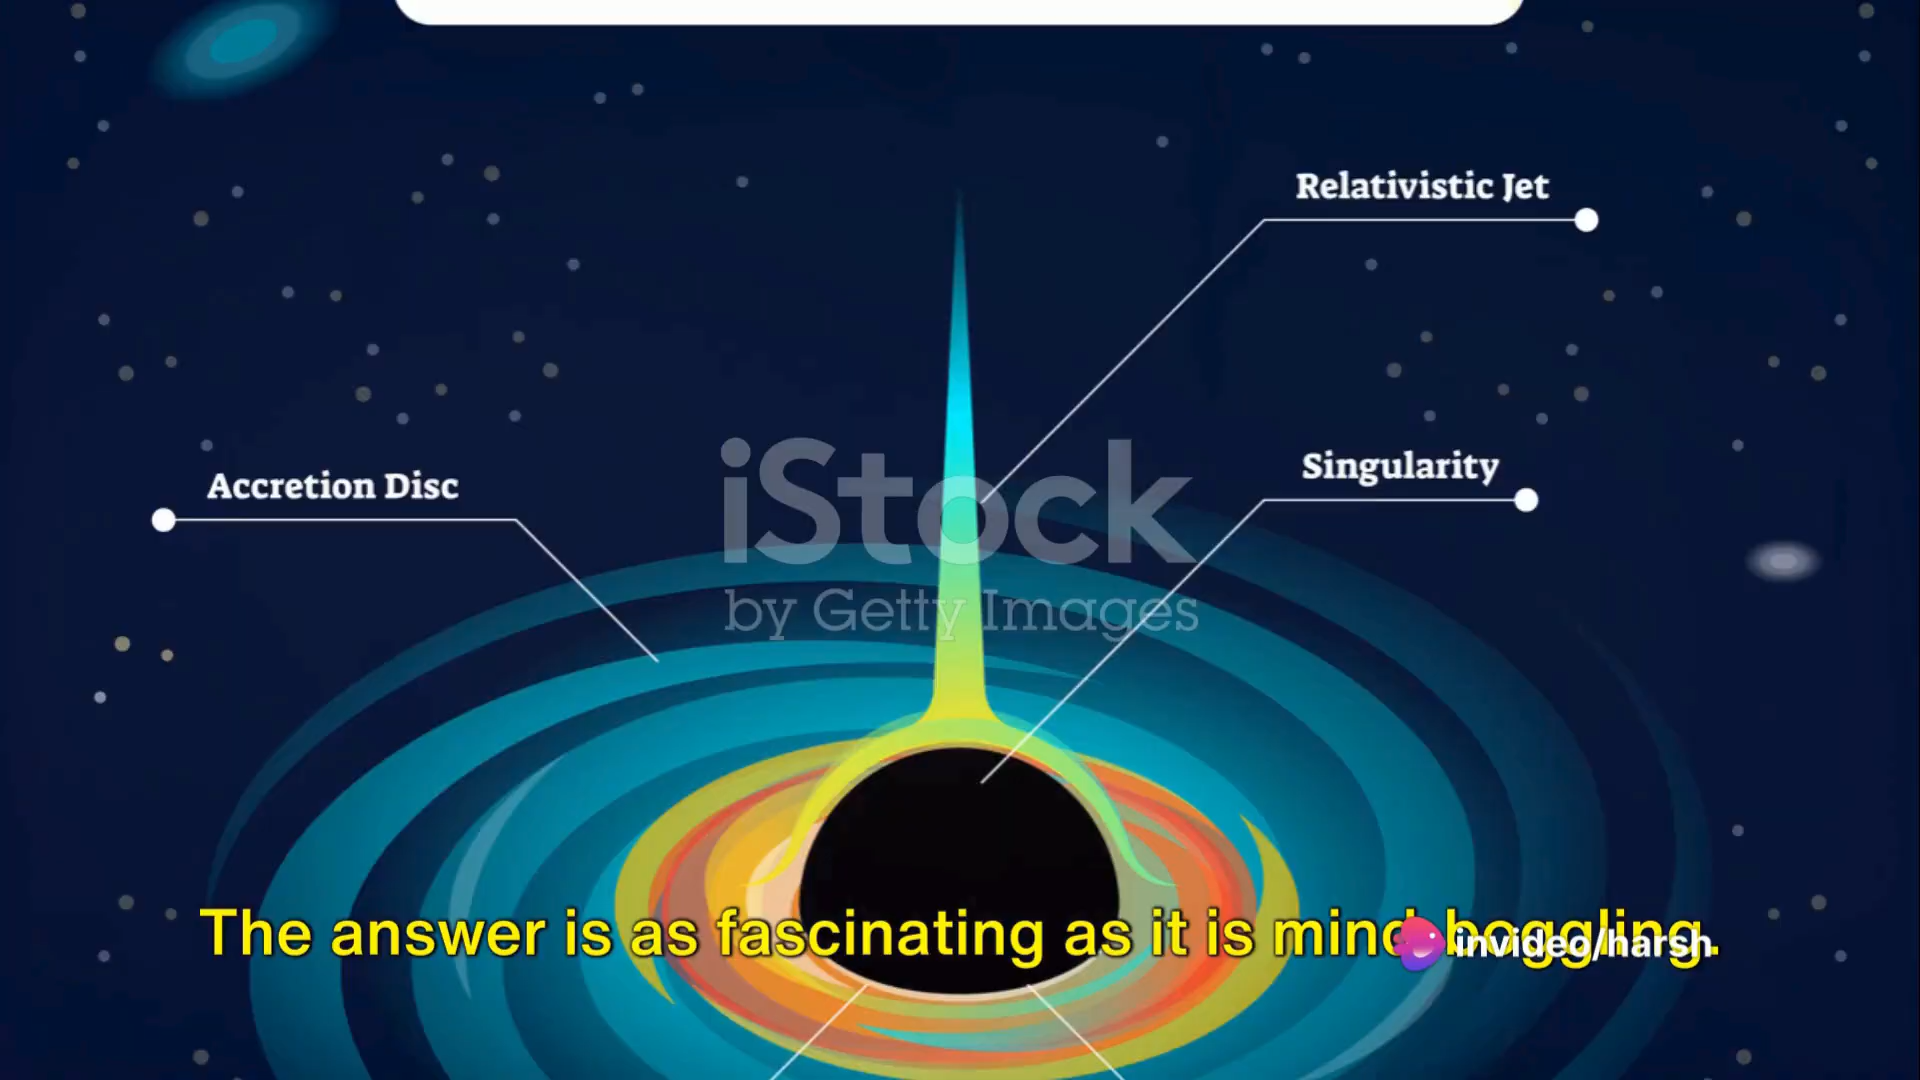 Relativistic Jet
Singularity
Accretion Disc
iStock
by Getty Images
The answer is as fascinating as it is mind-boggling.
invideo/harsh